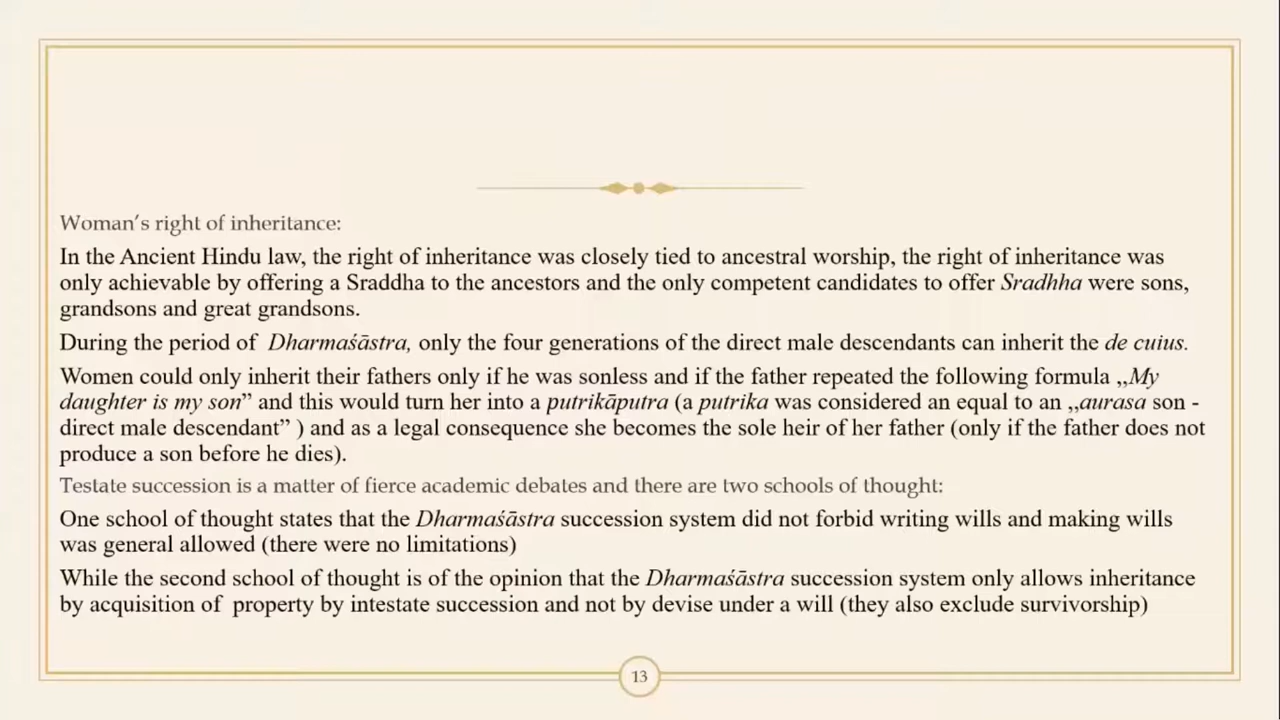 Woman's right of inheritance:
In the Ancient Hindu law, the right of inheritance was closely tied to ancestral worship, the right of inheritance was
only achievable by offering a Sraddha to the ancestors and the only competent candidates to offer Sradhha were sons,
grandsons and great grandsons.
During the period of Dharmaśāstra, only the four generations of the direct male descendants can inherit the de cuius.
Women could only inherit their fathers only if he was sonless and if the father repeated the following formula ,,My
daughter is my son” and this would turn her into a putrikāputra (a putrika was considered an equal to an ,,aurasa son -
direct male descendant” ) and as a legal consequence she becomes the sole heir of her father (only if the father does not
produce a son before he dies).
Testate succession is a matter of fierce academic debates and there are two schools of thought:
One school of thought states that the Dharmaśāstra succession system did not forbid writing wills and making wills
was general allowed (there were no limitations)
While the second school of thought is of the opinion that the Dharmaśāstra succession system only allows inheritance
by acquisition of property by intestate succession and not by devise under a will (they also exclude survivorship)
13